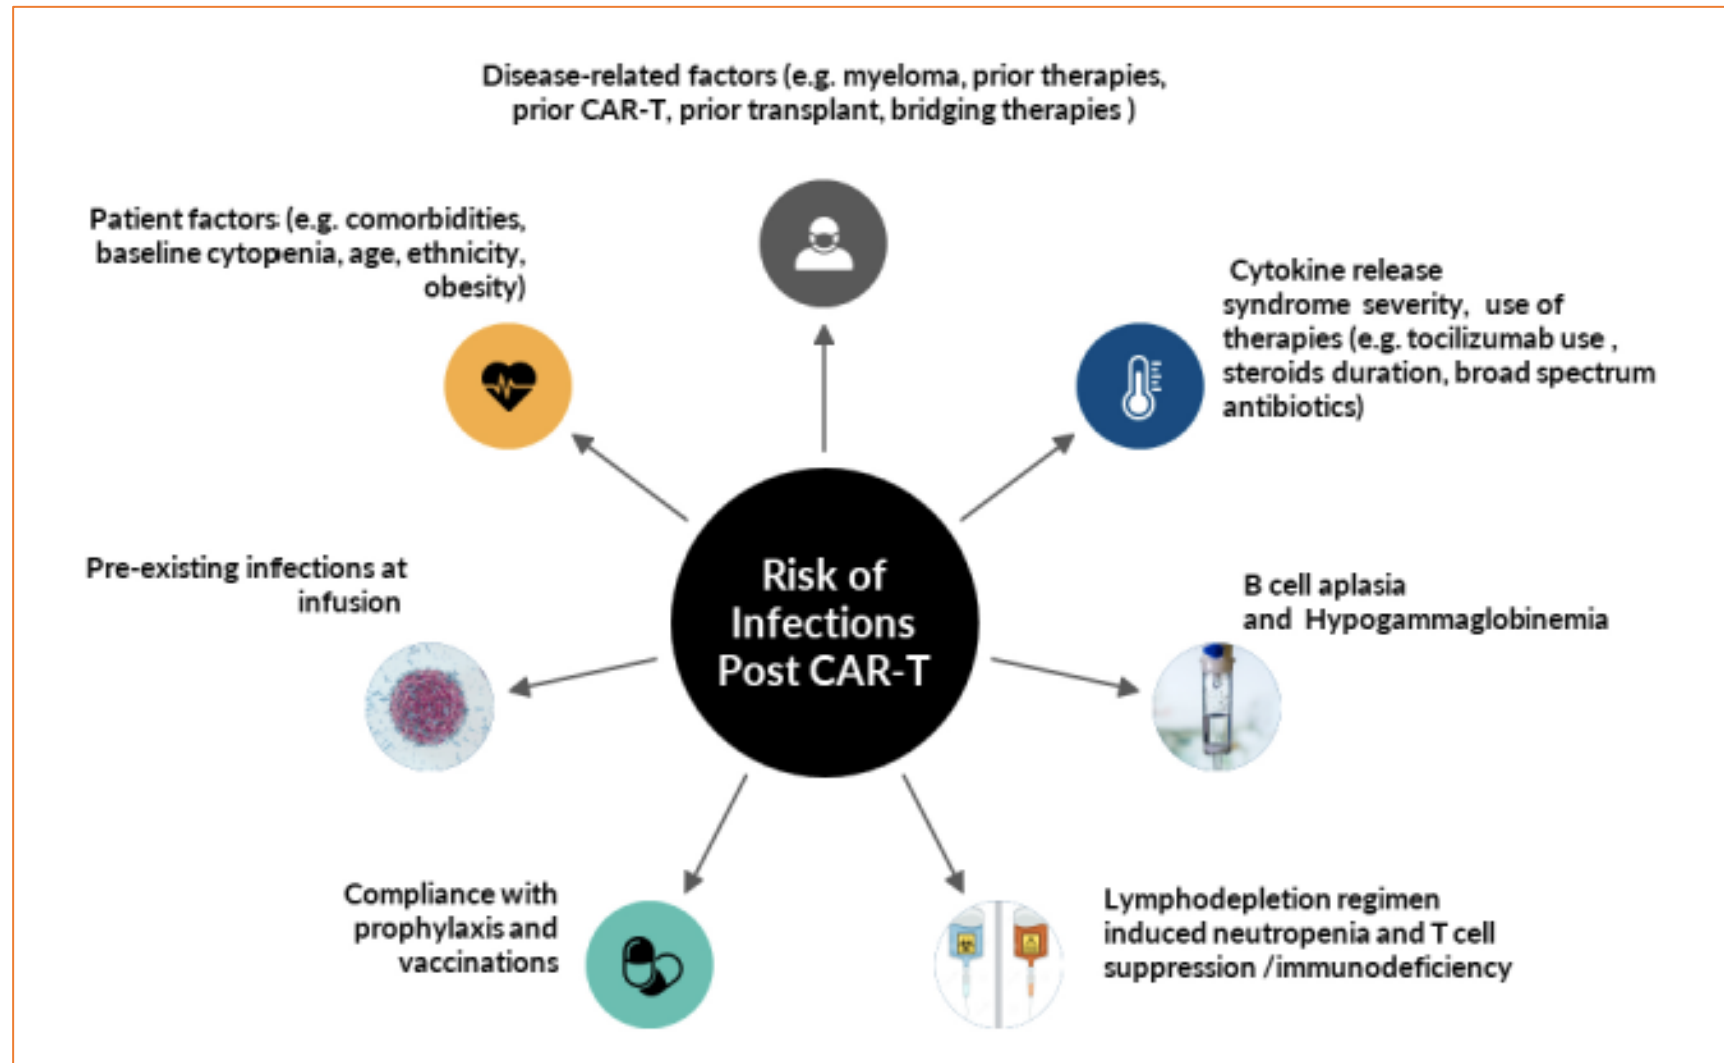 Disease-related factors (e.g. myeloma, prior therapies,
prior CAR-T, prior transplant, bridging therapies )
Patient factors (e.g. comorbidities,
baseline cytopenia, age, ethnicity,
obesity)
Cytokine release
syndrome severity, use of
therapies (e.g. tocilizumab use ,
steroids duration, broad spectrum
antibiotics)
Pre-existing infections at
infusion
Risk of
Infections
Post CAR-T
B cell aplasia
and Hypogammaglobinemia
Compliance with
prophylaxis and
vaccinations
Lymphodepletion regimen
induced neutropenia and T cell
suppression /immunodeficiency